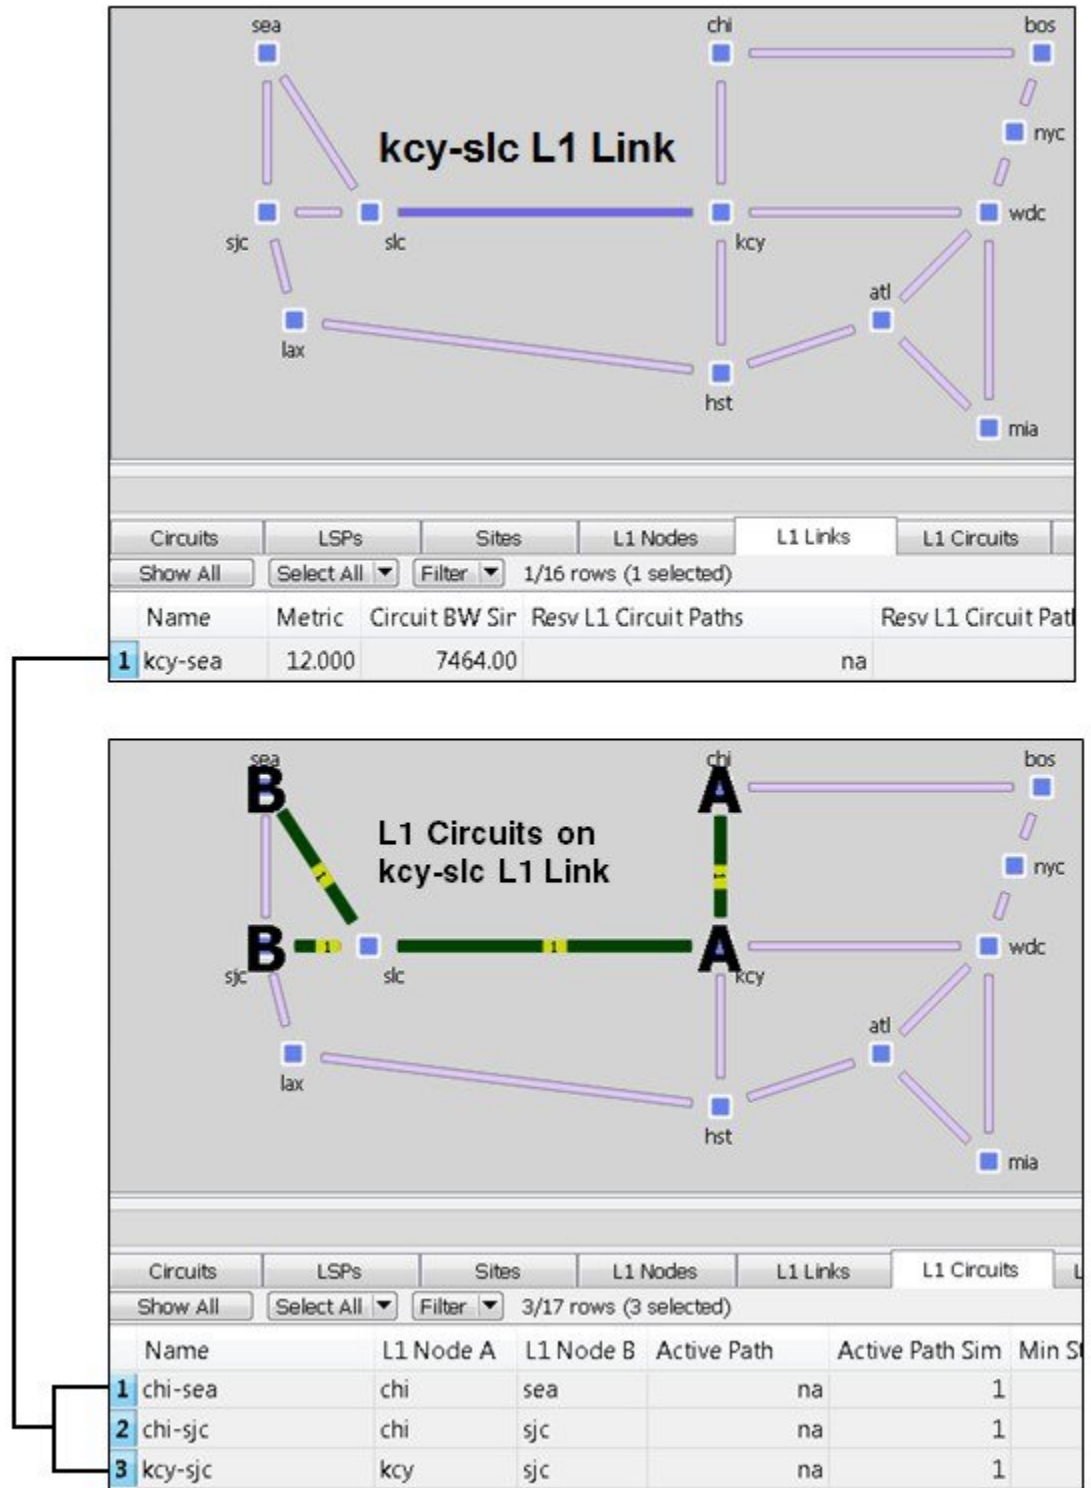 sea chi bos
nyc
kcy-slc L1 Link
sjc slc kcy wdc
atl
lax
hst
mia
Circuits LSPs Sites L1 Nodes L1 Links L1 Circuits
Show All Select All Filter 1/16 rows (1 selected)
Name Metric Circuit BW Sir Resv L1 Circuit Paths Resv L1 Circuit Patl
1 kcy-sea 12.000 7464.00 na
sea chi bos
B A
L1 Circuits on
kcy-slc L1 Link
nyc
1 1
B 1 1 A wdc
sjc slc kcy
atl
lax
hst
mia
Circuits LSPs Sites L1 Nodes L1 Links L1 Circuits L
Show All Select All Filter 3/17 rows (3 selected)
Name L1 Node A L1 Node B Active Path Active Path Sim Min St
1 chi-sea chi sea na 1
2 chi-sjc chi sjc na 1
3 kcy-sjc kcy sjc na 1